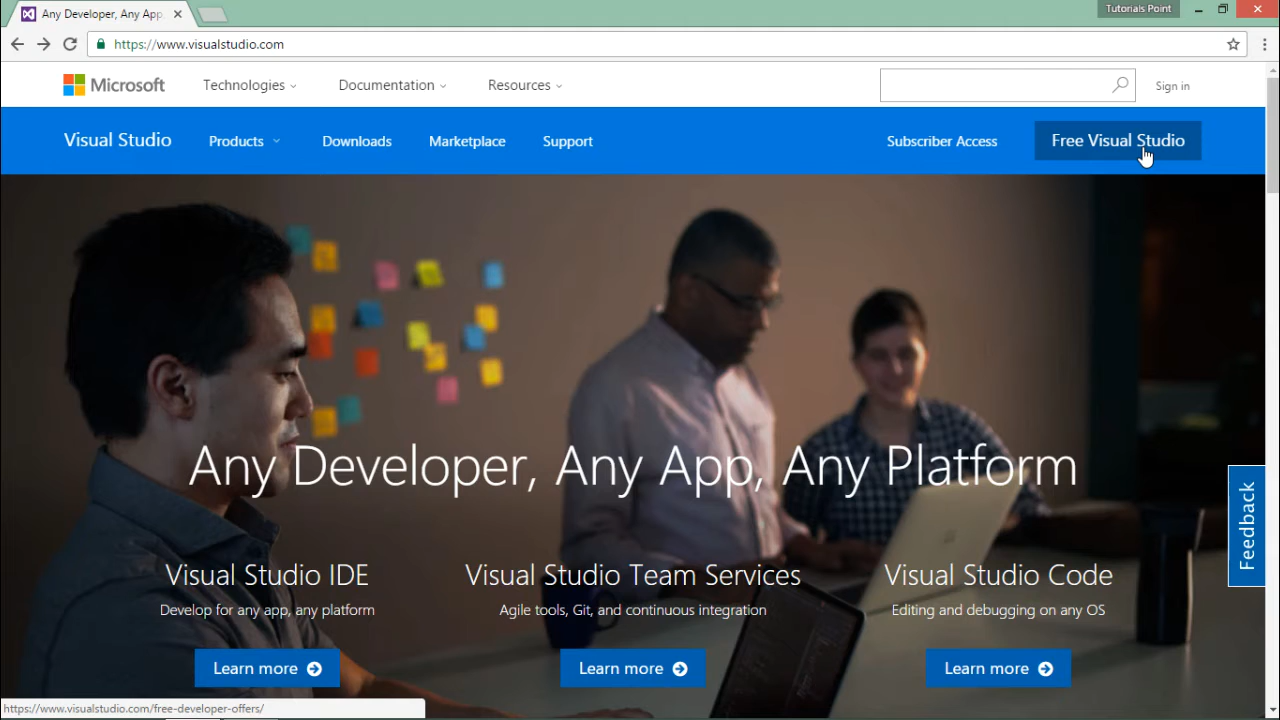 Any Developer, Any App,
Tutorials Point
https://www.visualstudio.com
Microsoft Technologies Documentation Resources Sign in
Visual Studio Products Downloads Marketplace Support Subscriber Access Free Visual Studio
Any Developer, Any App, Any Platform
Feedback
Visual Studio IDE Visual Studio Team Services Visual Studio Code
Develop for any app, any platform Agile tools, Git, and continuous integration Editing and debugging on any OS
Learn more Learn more Learn more
https://www.visualstudio.com/free-developer-offers/